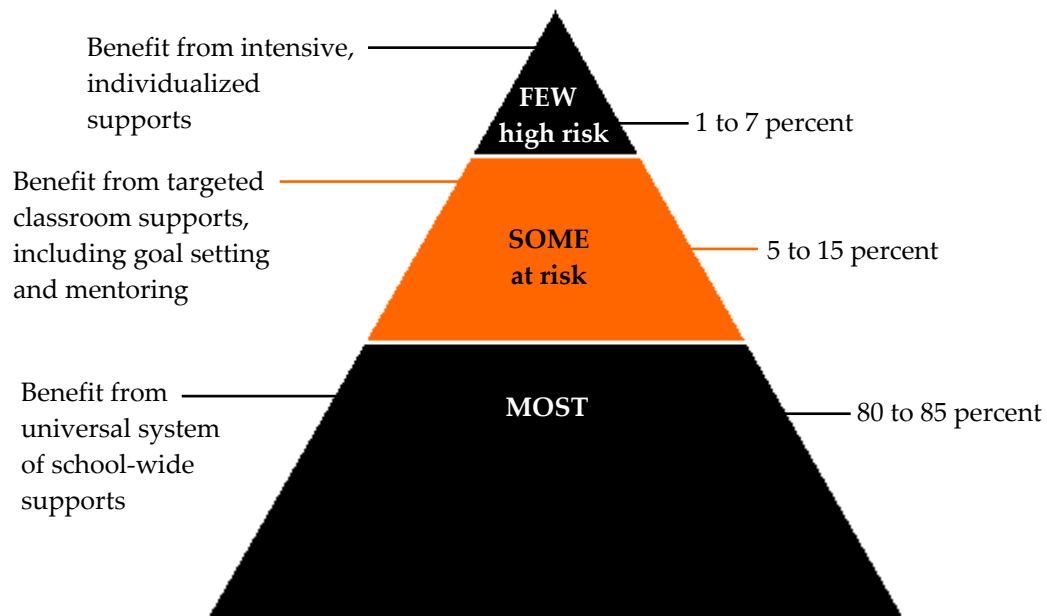 Benefit from intensive,
individualized
supports
FEW
high risk
1 to 7 percent
Benefit from targeted
classroom supports,
including goal setting
and mentoring
SOME
at risk
5 to 15 percent
Benefit from
universal system
of school-wide
supports
MOST
80 to 85 percent